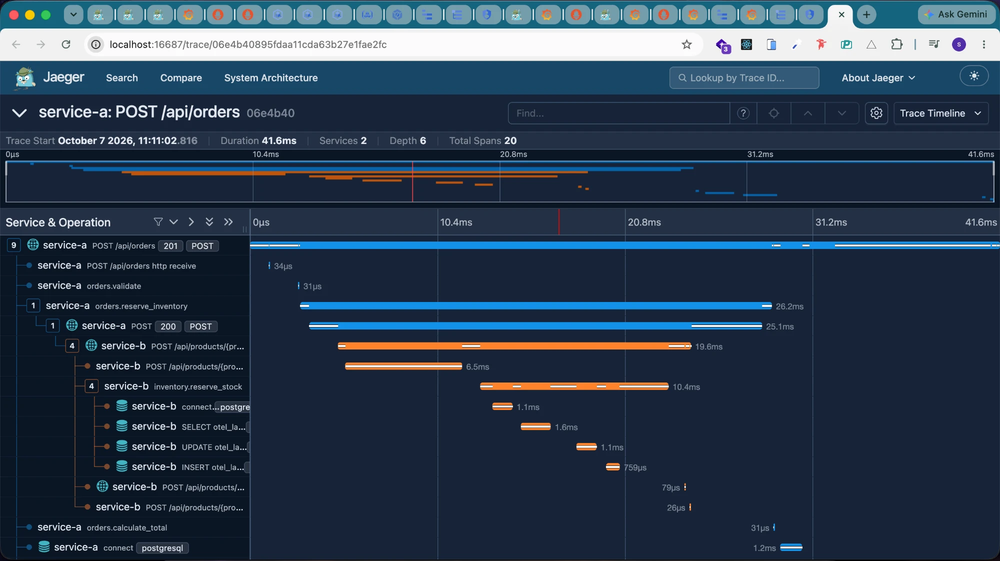 Ask Gemini
localhost:16687/trace/06e4b40895fdaa11cda63b27e1fae2fc
3
S
Jaeger
Search
Compare
System Architecture
Lookup by Trace ID...
About Jaeger
service-a: POST /api/orders 06e4b40
Find...
?
Trace Timeline
Trace Start October 7 2026, 11:11:02.816
Duration 41.6ms
Services 2
Depth 6
Total Spans 20
0μs 10.4ms 20.8ms 31.2ms 41.6ms
Service & Operation
0μs 10.4ms 20.8ms 31.2ms 41.6ms
9 service-a POST /api/orders 201 POST
service-a POST /api/orders http receive 34μs
service-a orders.validate 31μs
1 service-a orders.reserve_inventory 26.2ms
1 service-a POST 200 POST 25.1ms
4 service-b POST /api/products/{pr... 19.6ms
service-b POST /api/products/{pro... 6.5ms
4 service-b inventory.reserve_stock 10.4ms
service-b connect... postgre 1.1ms
service-b SELECT otel_la... 1.6ms
service-b UPDATE otel_la... 1.1ms
service-b INSERT otel_la... 759μs
service-b POST /api/products/... 79μs
service-b POST /api/products/{pro... 26μs
service-a orders.calculate_total 31μs
service-a connect postgresql 1.2ms